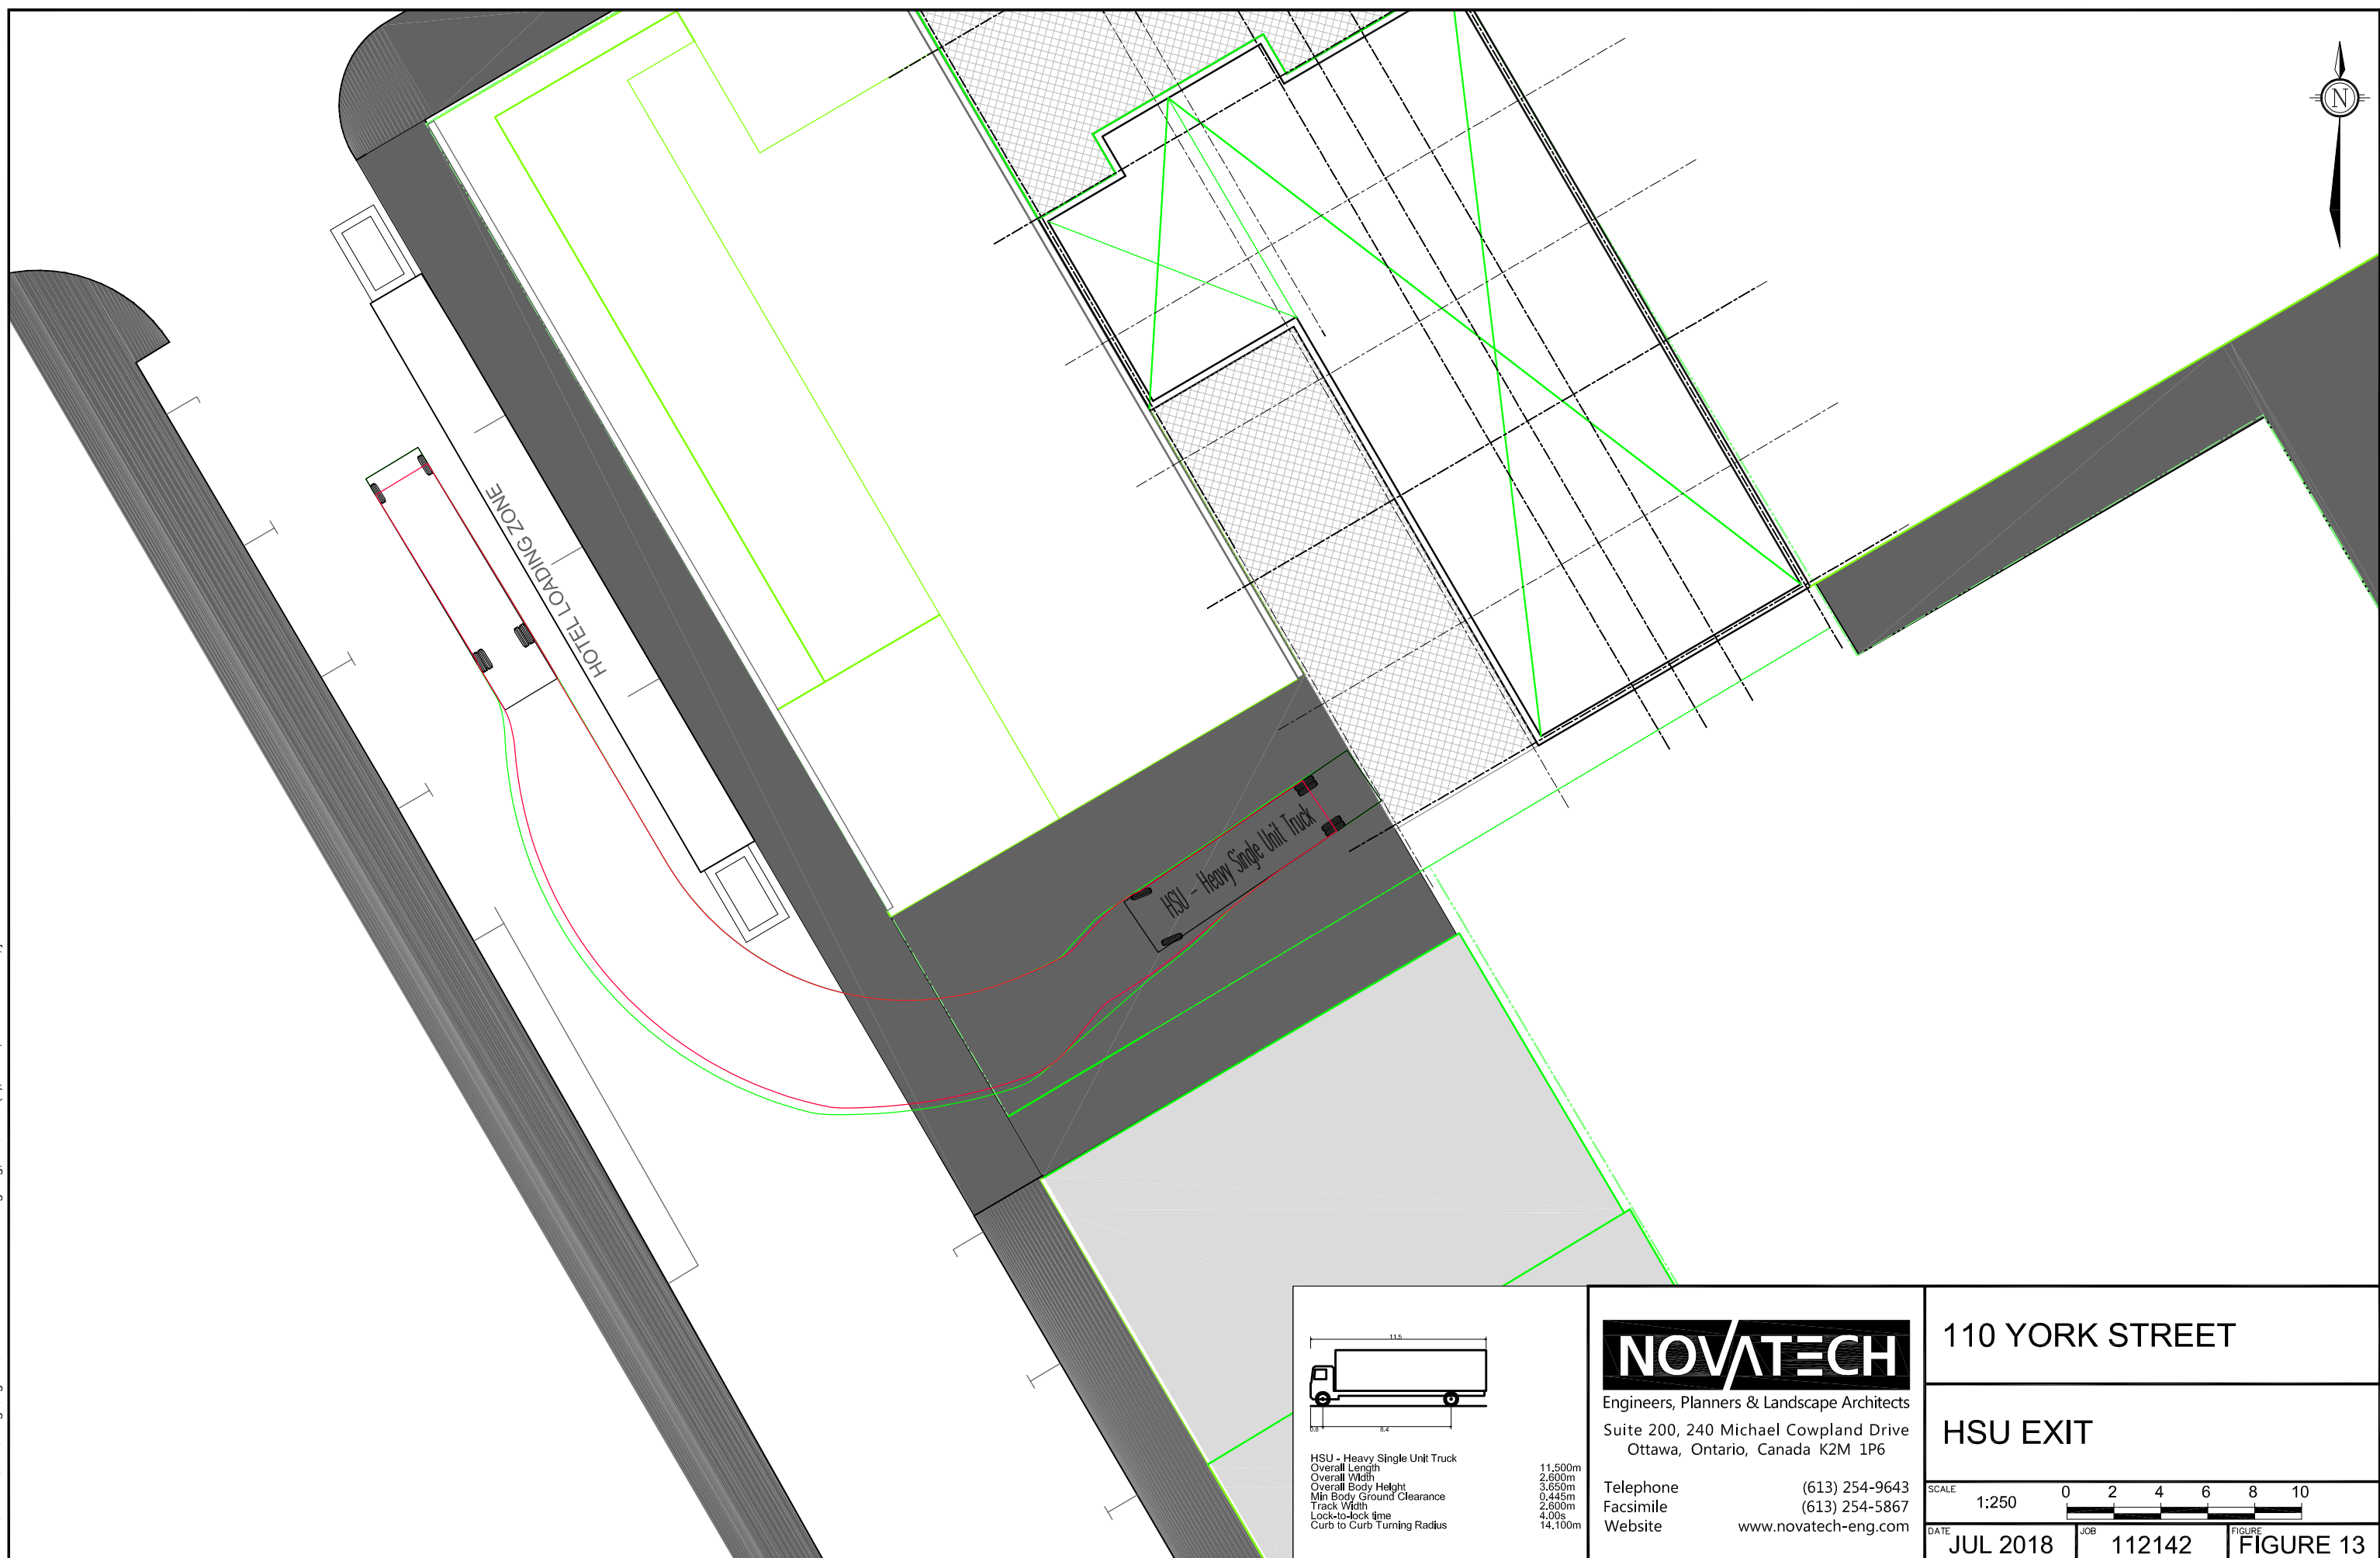 N
HOTEL LOADING ZONE
HSU - Heavy Single Unit Truck
11.5
0.8 8.4
HSU - Heavy Single Unit Truck
Overall Length 11.500m
Overall Width 2.600m
Overall Body Height 3.650m
Min Body Ground Clearance 0.445m
Track Width 2.600m
Lock-to-lock time 4.00s
Curb to Curb Turning Radius 14.100m
NOVATECH
Engineers, Planners & Landscape Architects
Suite 200, 240 Michael Cowpland Drive
Ottawa, Ontario, Canada K2M 1P6
Telephone (613) 254-9643
Facsimile (613) 254-5867
Website www.novatech-eng.com
110 YORK STREET
HSU EXIT
SCALE
1:250
0 2 4 6 8 10
DATE
JUL 2018
JOB
112142
FIGURE
FIGURE 13